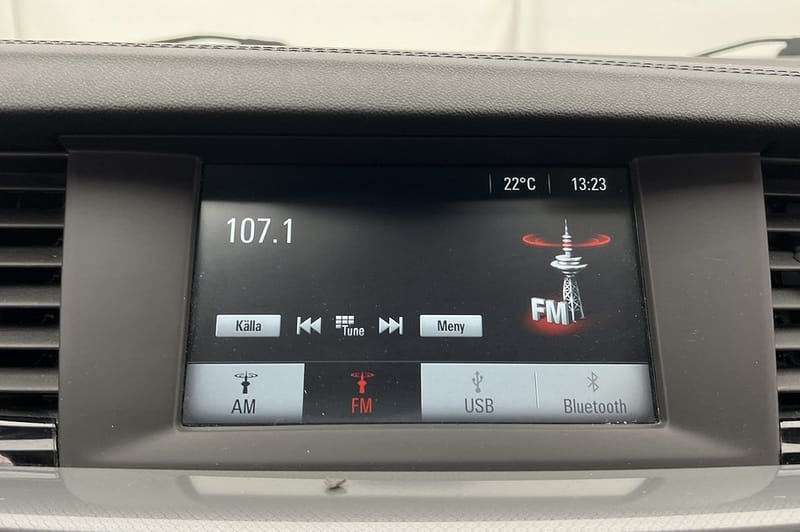 22°C 13:23
107.1
FM
Källa Tune Meny
AM FM USB Bluetooth